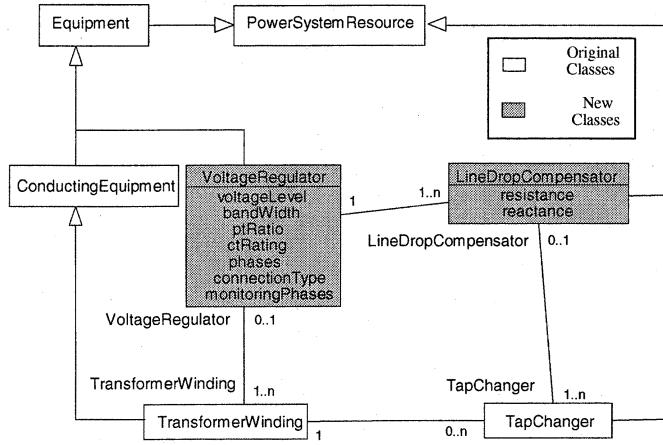 Equipment
PowerSystemResource
Original
Classes
New
Classes
ConductingEquipment
VoltageRegulator
voltageLevel
bandWidth
ptRatio
ctRating
phases
connectionType
monitoringPhases
1
1..n
LineDropCompensator
resistance
reactance
LineDropCompensator
0..1
VoltageRegulator
0..1
TransformerWinding
1..n
TapChanger
1..n
TransformerWinding
1
0..n
TapChanger